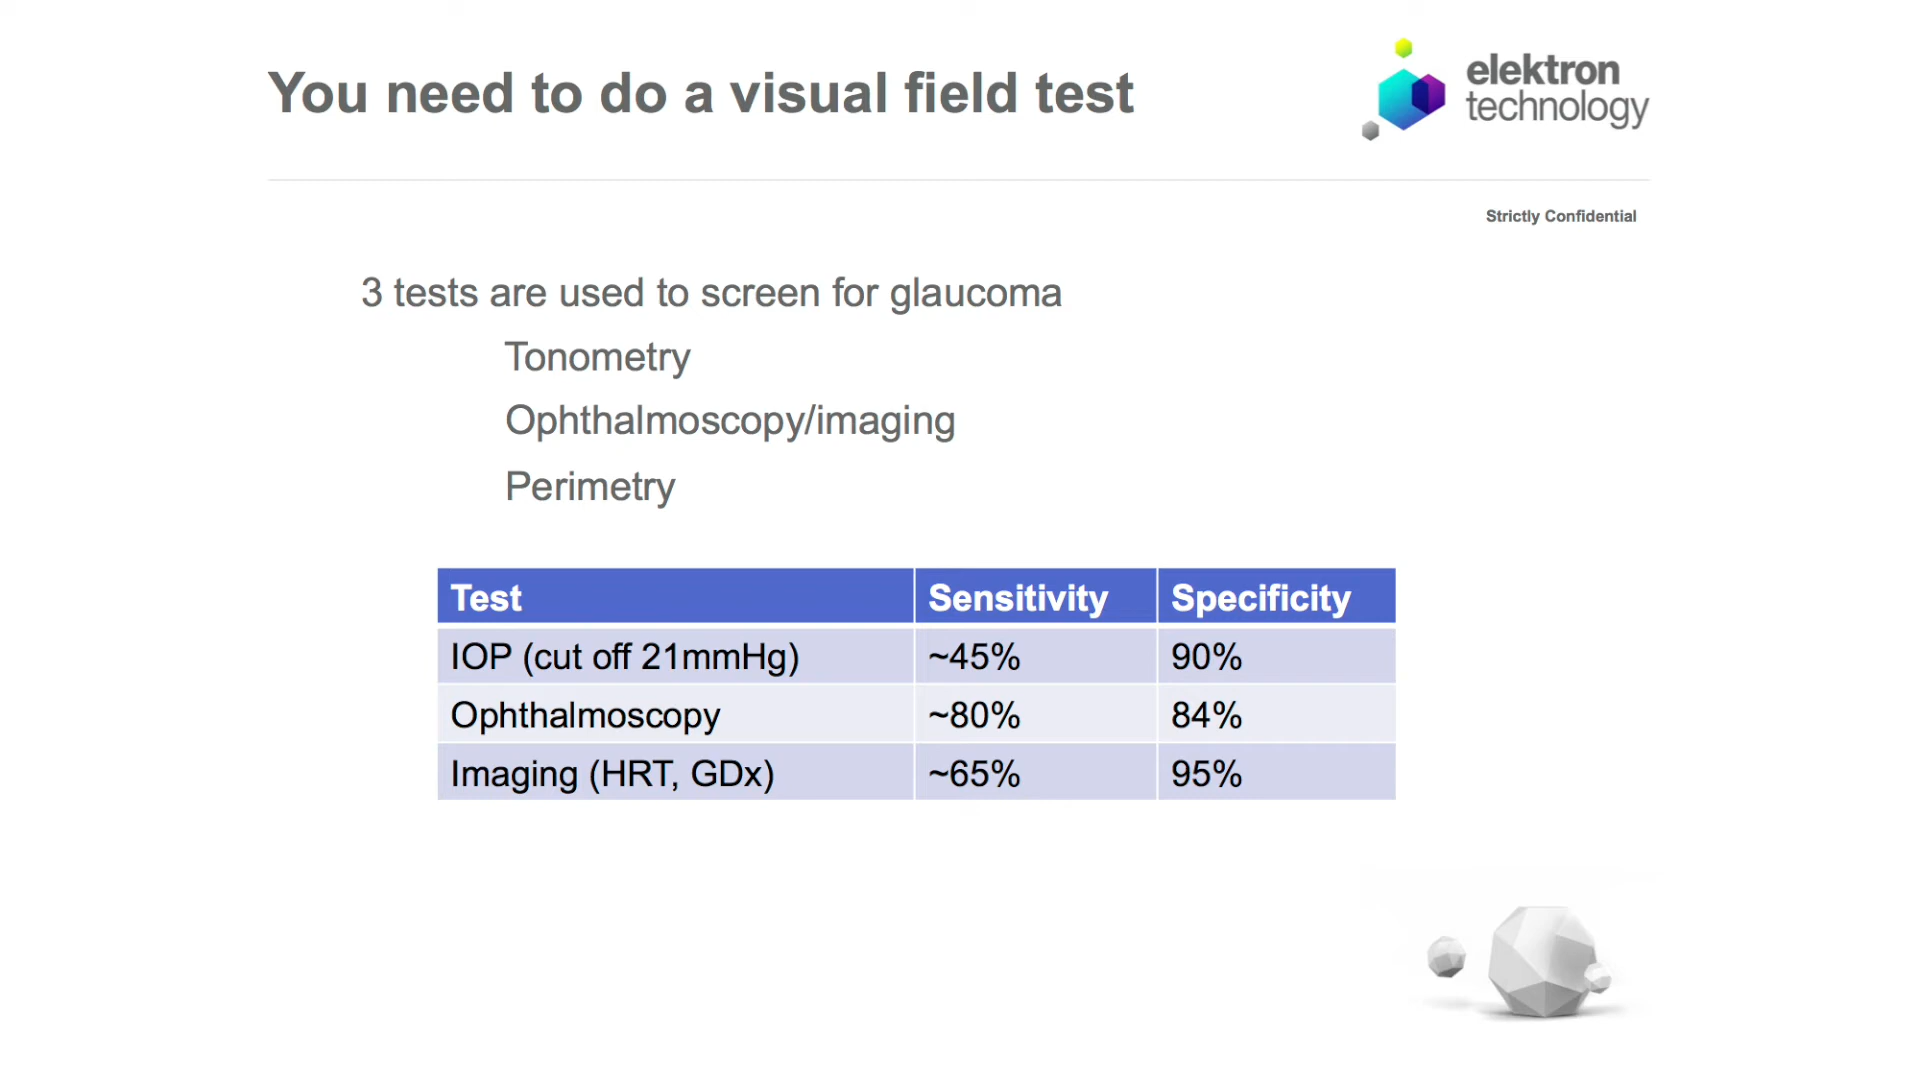 You need to do a visual field test
elektron
technology
Strictly Confidential
3 tests are used to screen for glaucoma
Tonometry
Ophthalmoscopy/imaging
Perimetry
Test Sensitivity Specificity
IOP (cut off 21mmHg) ~45% 90%
Ophthalmoscopy ~80% 84%
Imaging (HRT, GDx) ~65% 95%